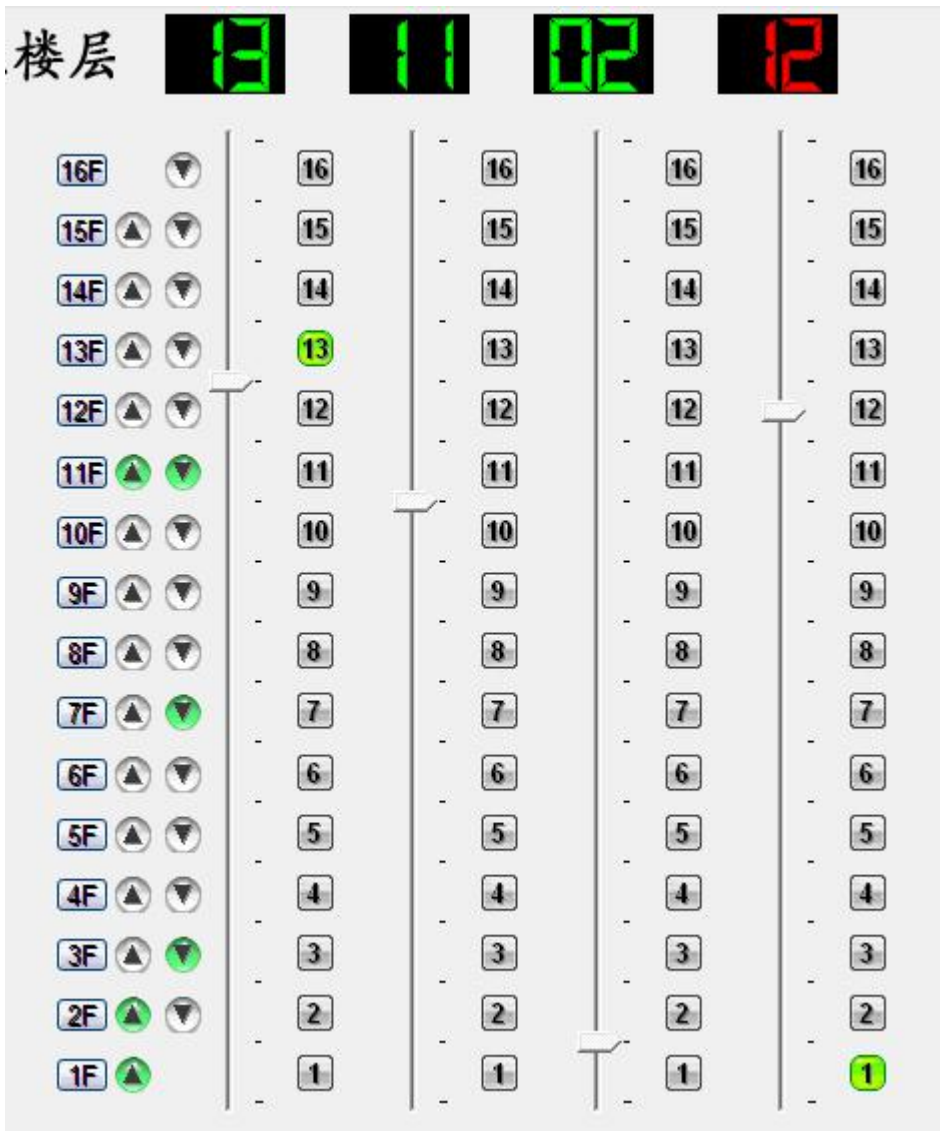 楼层 13 11 02 12
16F 16 16 16 16
15F 15 15 15 15
14F 14 14 14 14
13F 13 13 13 13
12F 12 12 12 12
11F 11 11 11 11
10F 10 10 10 10
9F 9 9 9 9
8F 8 8 8 8
7F 7 7 7 7
6F 6 6 6 6
5F 5 5 5 5
4F 4 4 4 4
3F 3 3 3 3
2F 2 2 2 2
1F 1 1 1 1